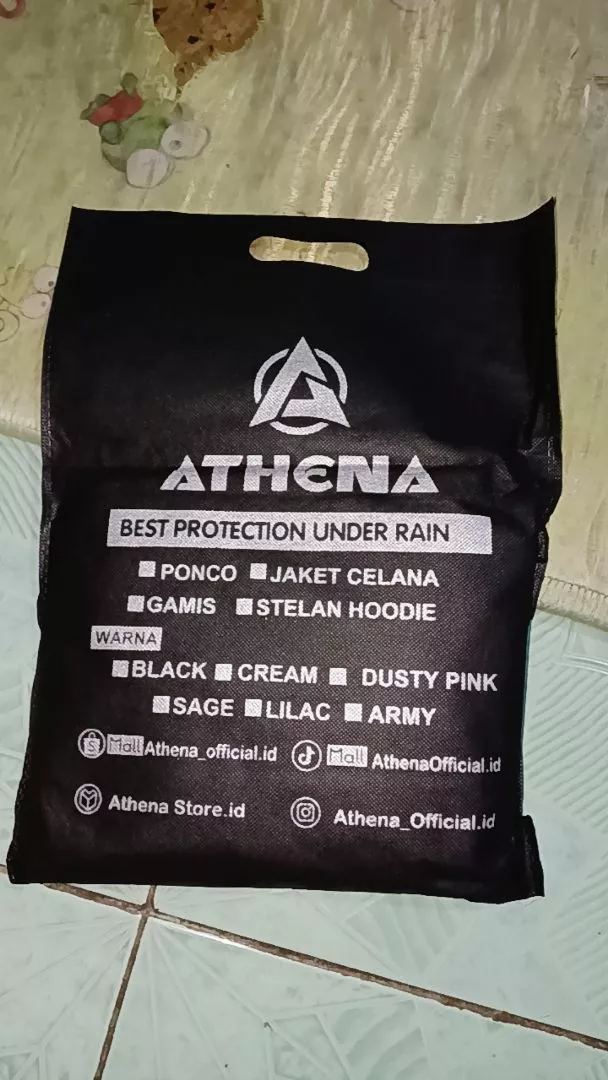 ATHENA
BEST PROTECTION UNDER RAIN
PONCO JAKET CELANA
GAMIS STELAN HOODIE
WARNA
BLACK CREAM DUSTY PINK
SAGE LILAC ARMY
S Mall Athena_official.id Mall AthenaOfficial.id
Athena Store.id Athena_Official.id